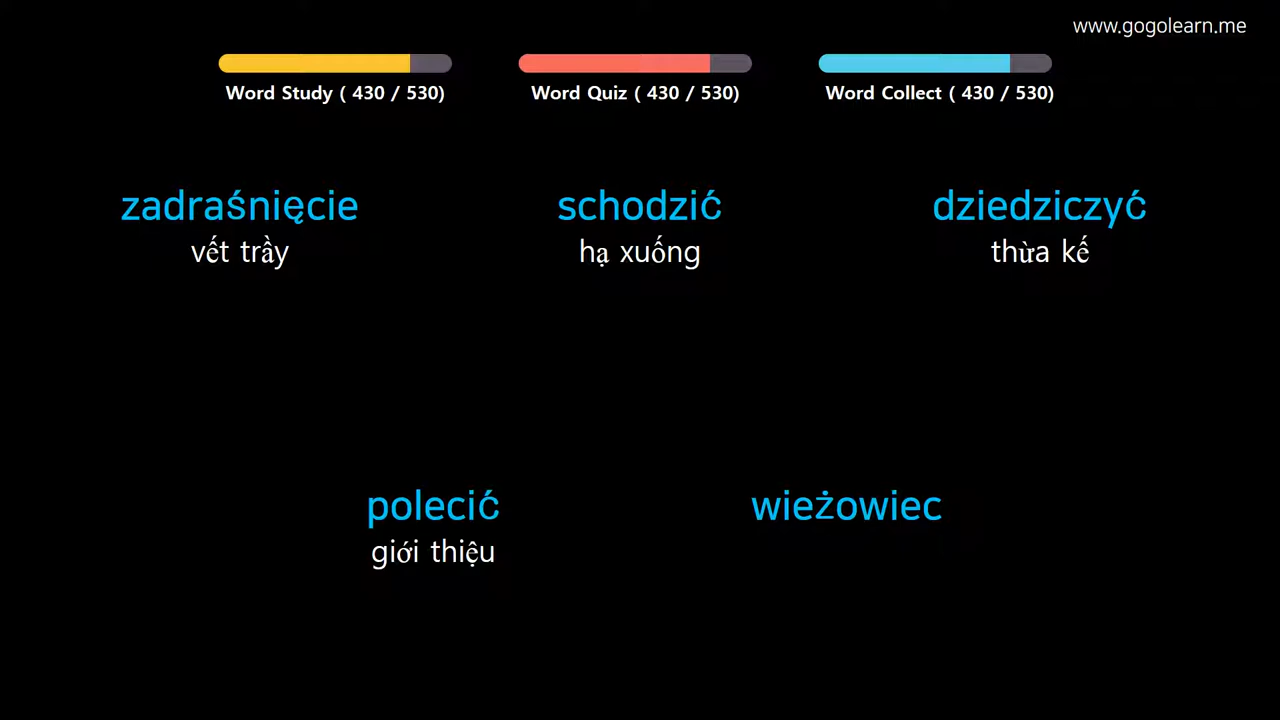 www.gogolearn.me
Word Study ( 430 / 530)
Word Quiz ( 430 / 530)
Word Collect ( 430 / 530)
zadraśnięcie
vết trầy
schodzić
hạ xuống
dziedziczyć
thừa kế
polecić
giới thiệu
wieżowiec